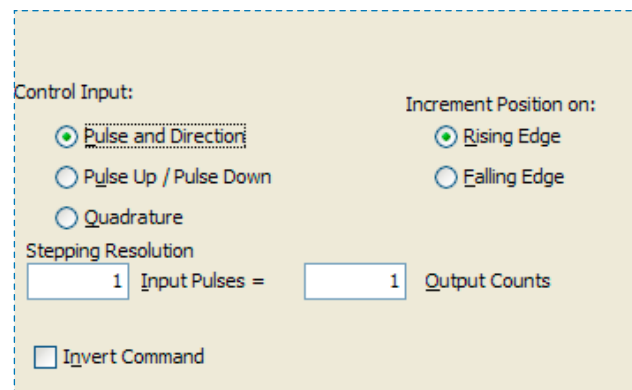 Control Input:
Increment Position on:
Pulse and Direction
Rising Edge
Pulse Up / Pulse Down
Falling Edge
Quadrature
Stepping Resolution
1 Input Pulses = 1 Output Counts
Invert Command